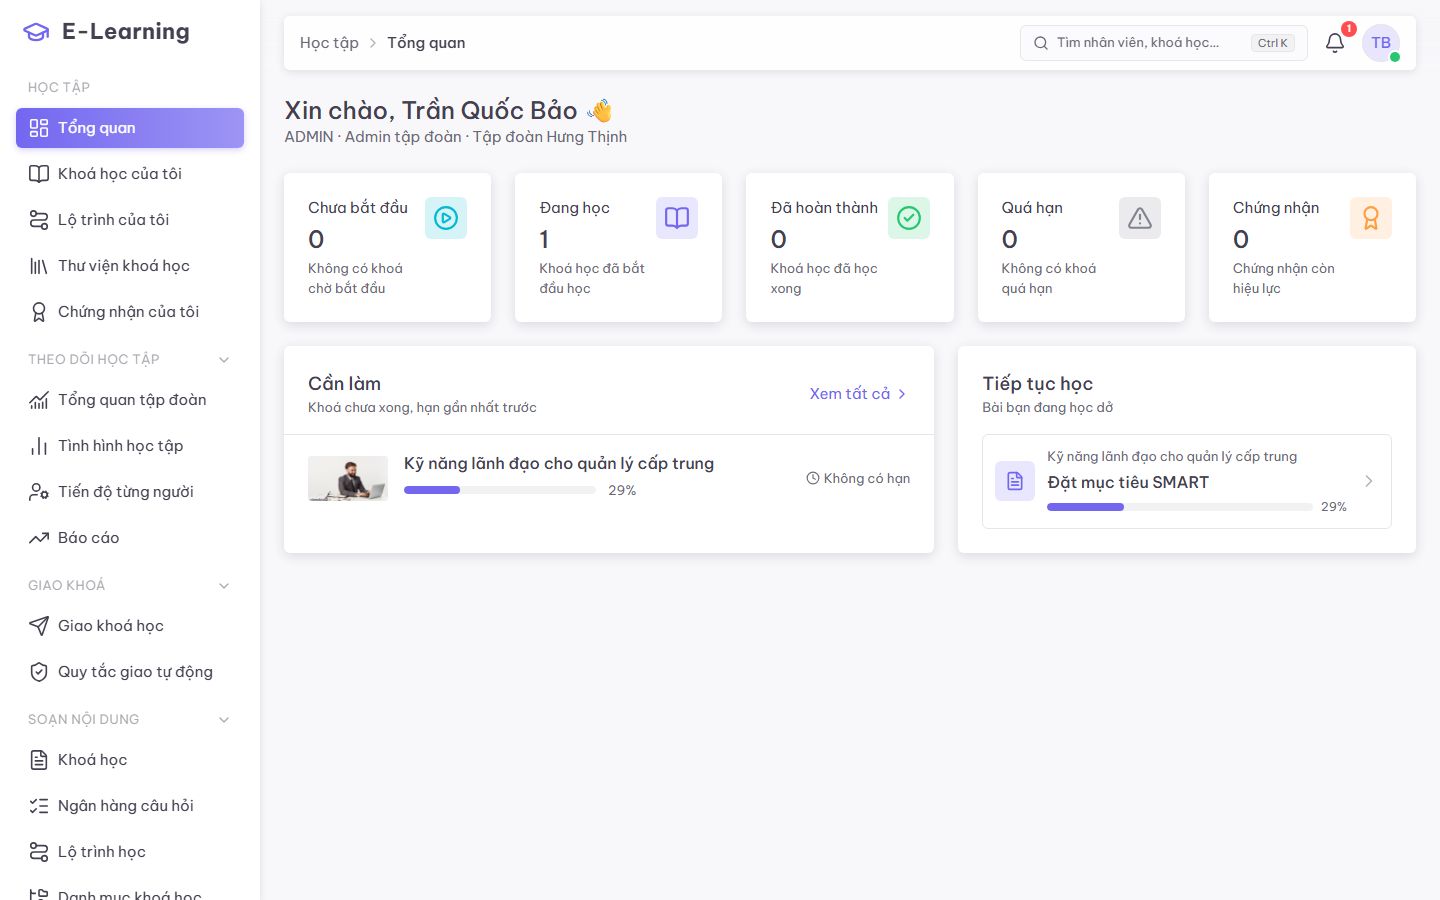 E-Learning
HỌC TẬP
Tổng quan
Khoá học của tôi
Lộ trình của tôi
Thư viện khoá học
Chứng nhận của tôi
THEO DÕI HỌC TẬP
Tổng quan tập đoàn
Tình hình học tập
Tiến độ từng người
Báo cáo
GIAO KHOÁ
Giao khoá học
Quy tắc giao tự động
SOẠN NỘI DUNG
Khoá học
Ngân hàng câu hỏi
Lộ trình học
Danh mục khoá học
Học tập
Tổng quan
Tìm nhân viên, khoá học...
Ctrl K
1
TB
Xin chào, Trần Quốc Bảo 👋
ADMIN · Admin tập đoàn · Tập đoàn Hưng Thịnh
Chưa bắt đầu
0
Không có khoá
chờ bắt đầu
Đang học
1
Khoá học đã bắt
đầu học
Đã hoàn thành
0
Khoá học đã học
xong
Quá hạn
0
Không có khoá
quá hạn
Chứng nhận
0
Chứng nhận còn
hiệu lực
Cần làm
Khoá chưa xong, hạn gần nhất trước
Xem tất cả
Kỹ năng lãnh đạo cho quản lý cấp trung
29%
Không có hạn
Tiếp tục học
Bài bạn đang học dở
Kỹ năng lãnh đạo cho quản lý cấp trung
Đặt mục tiêu SMART
29%